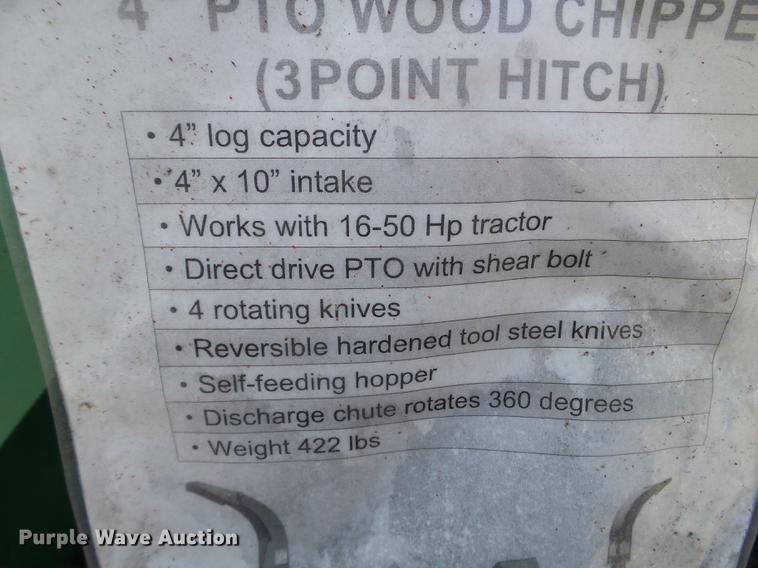 4" PTO WOOD CHIPPE
(3POINT HITCH)
• 4" log capacity
• 4" x 10" intake
• Works with 16-50 Hp tractor
• Direct drive PTO with shear bolt
• 4 rotating knives
• Reversible hardened tool steel knives
• Self-feeding hopper
• Discharge chute rotates 360 degrees
• Weight 422 lbs
Purple Wave Auction